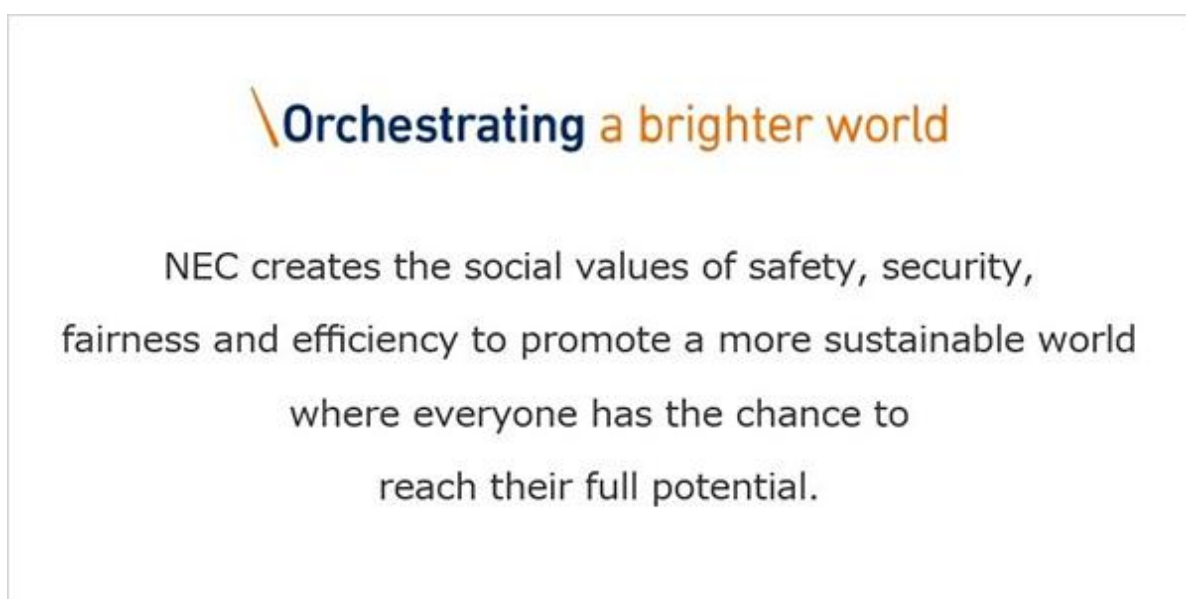 \Orchestrating a brighter world
NEC creates the social values of safety, security,
fairness and efficiency to promote a more sustainable world
where everyone has the chance to
reach their full potential.